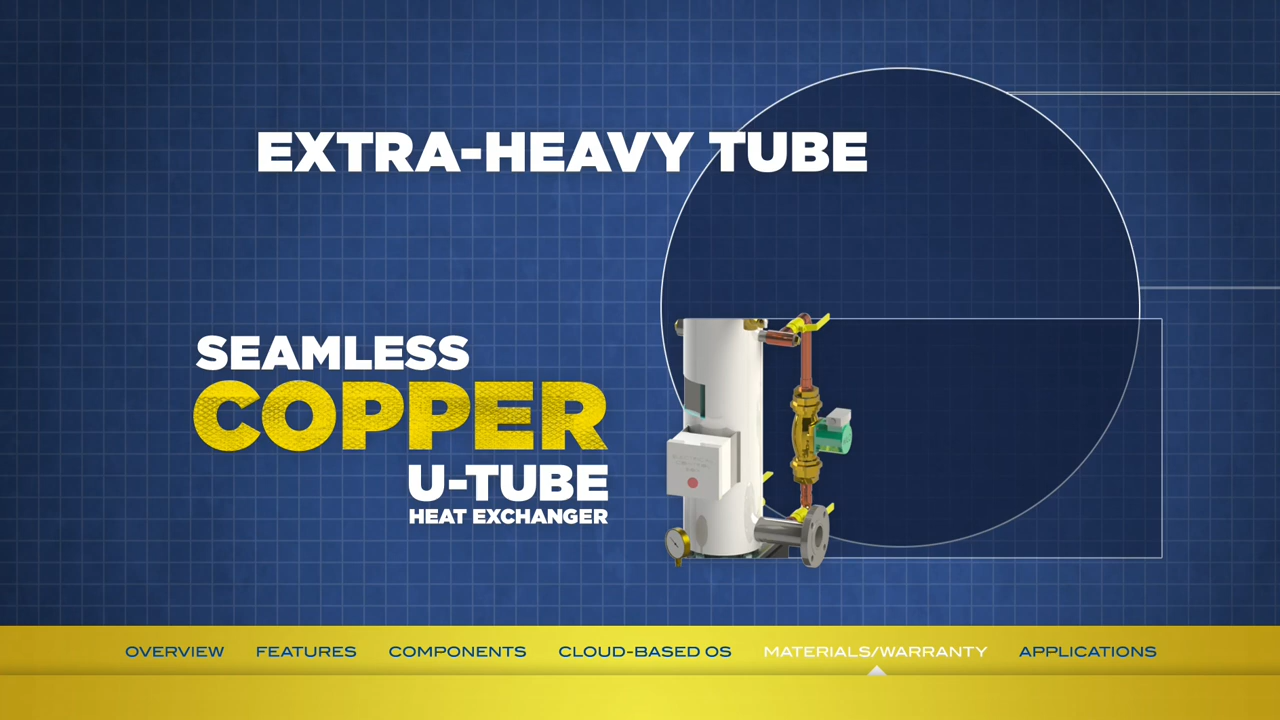 EXTRA-HEAVY TUBE
SEAMLESS
COPPER
U-TUBE
HEAT EXCHANGER
OVERVIEW
FEATURES
COMPONENTS
CLOUD-BASED OS
MATERIALS/WARRANTY
APPLICATIONS